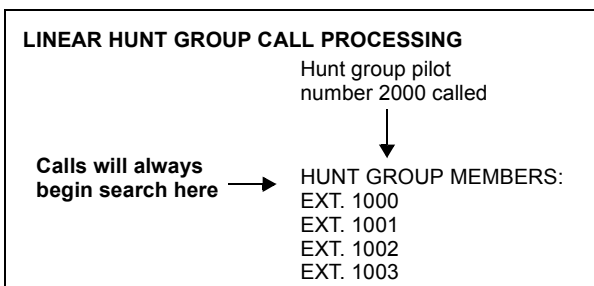 LINEAR HUNT GROUP CALL PROCESSING
Hunt group pilot
number 2000 called
Calls will always
begin search here
HUNT GROUP MEMBERS:
EXT. 1000
EXT. 1001
EXT. 1002
EXT. 1003